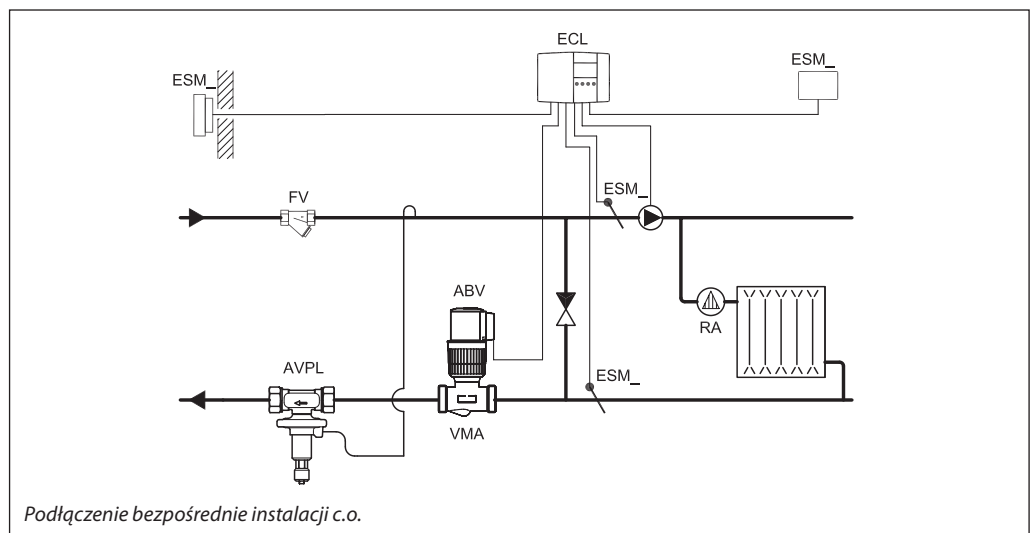 ECL
ESM_
ESM_
FV
ESM_
ABV
RA
AVPL
ESM_
VMA
Podłączenie bezpośrednie instalacji c.o.